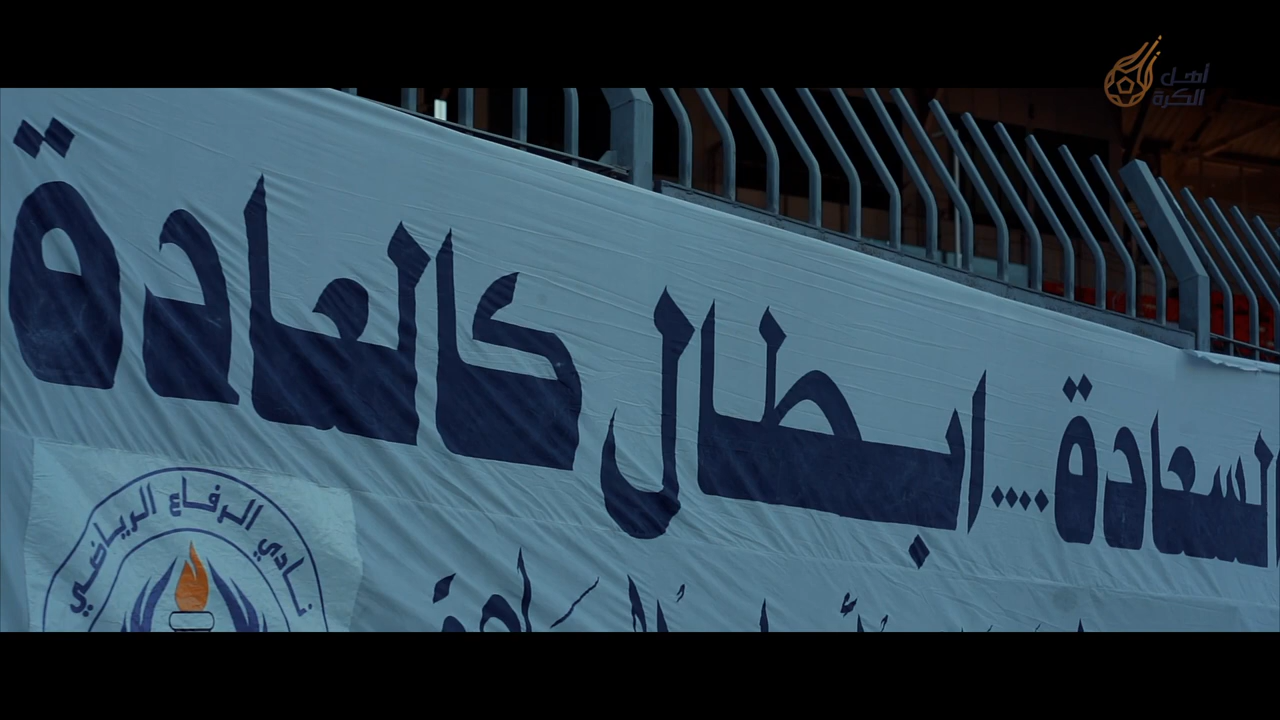 أهل
الكرة
السعادة .... ابطال كالعادة
نادي الرفاع الرياضي